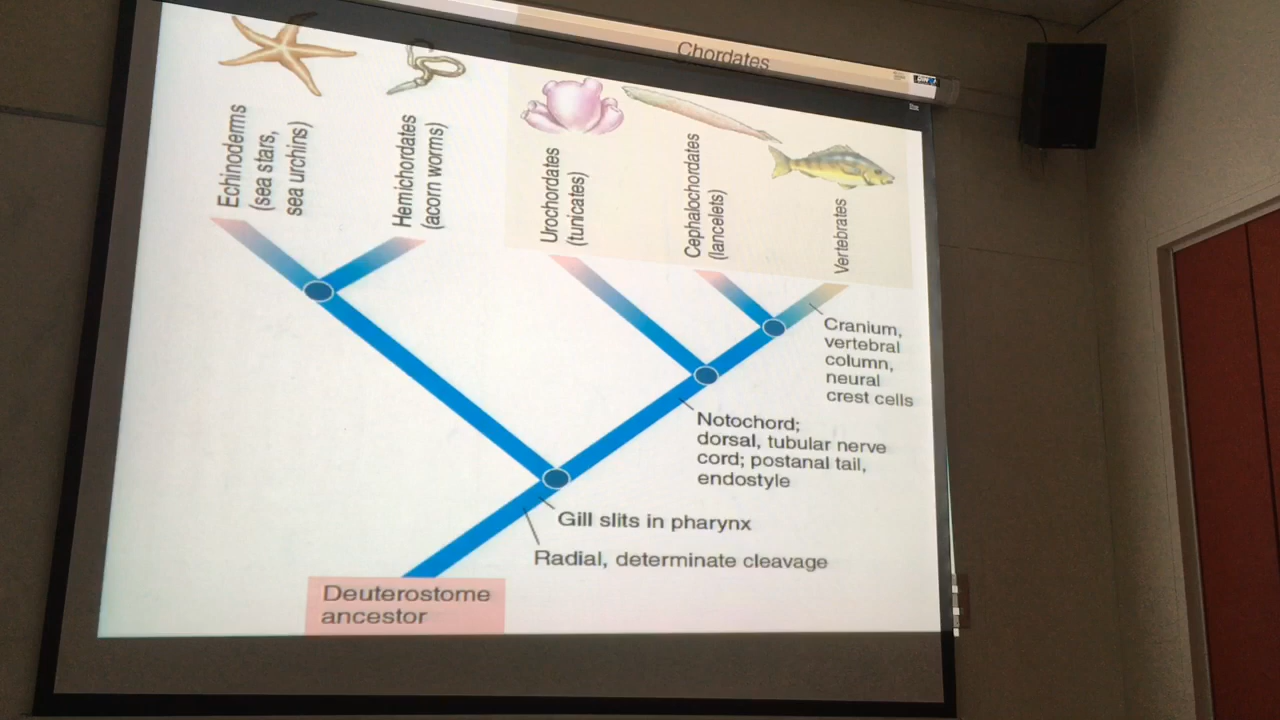 Chordates
Echinoderms
(sea stars,
sea urchins)
Hemichordates
(acorn worms)
Urochordates
(tunicates)
Cephalochordates
(lancelets)
Vertebrates
Cranium,
vertebral
column,
neural
crest cells
Notochord;
dorsal, tubular nerve
cord; postanal tail,
endostyle
Gill slits in pharynx
Radial, determinate cleavage
Deuterostome
ancestor